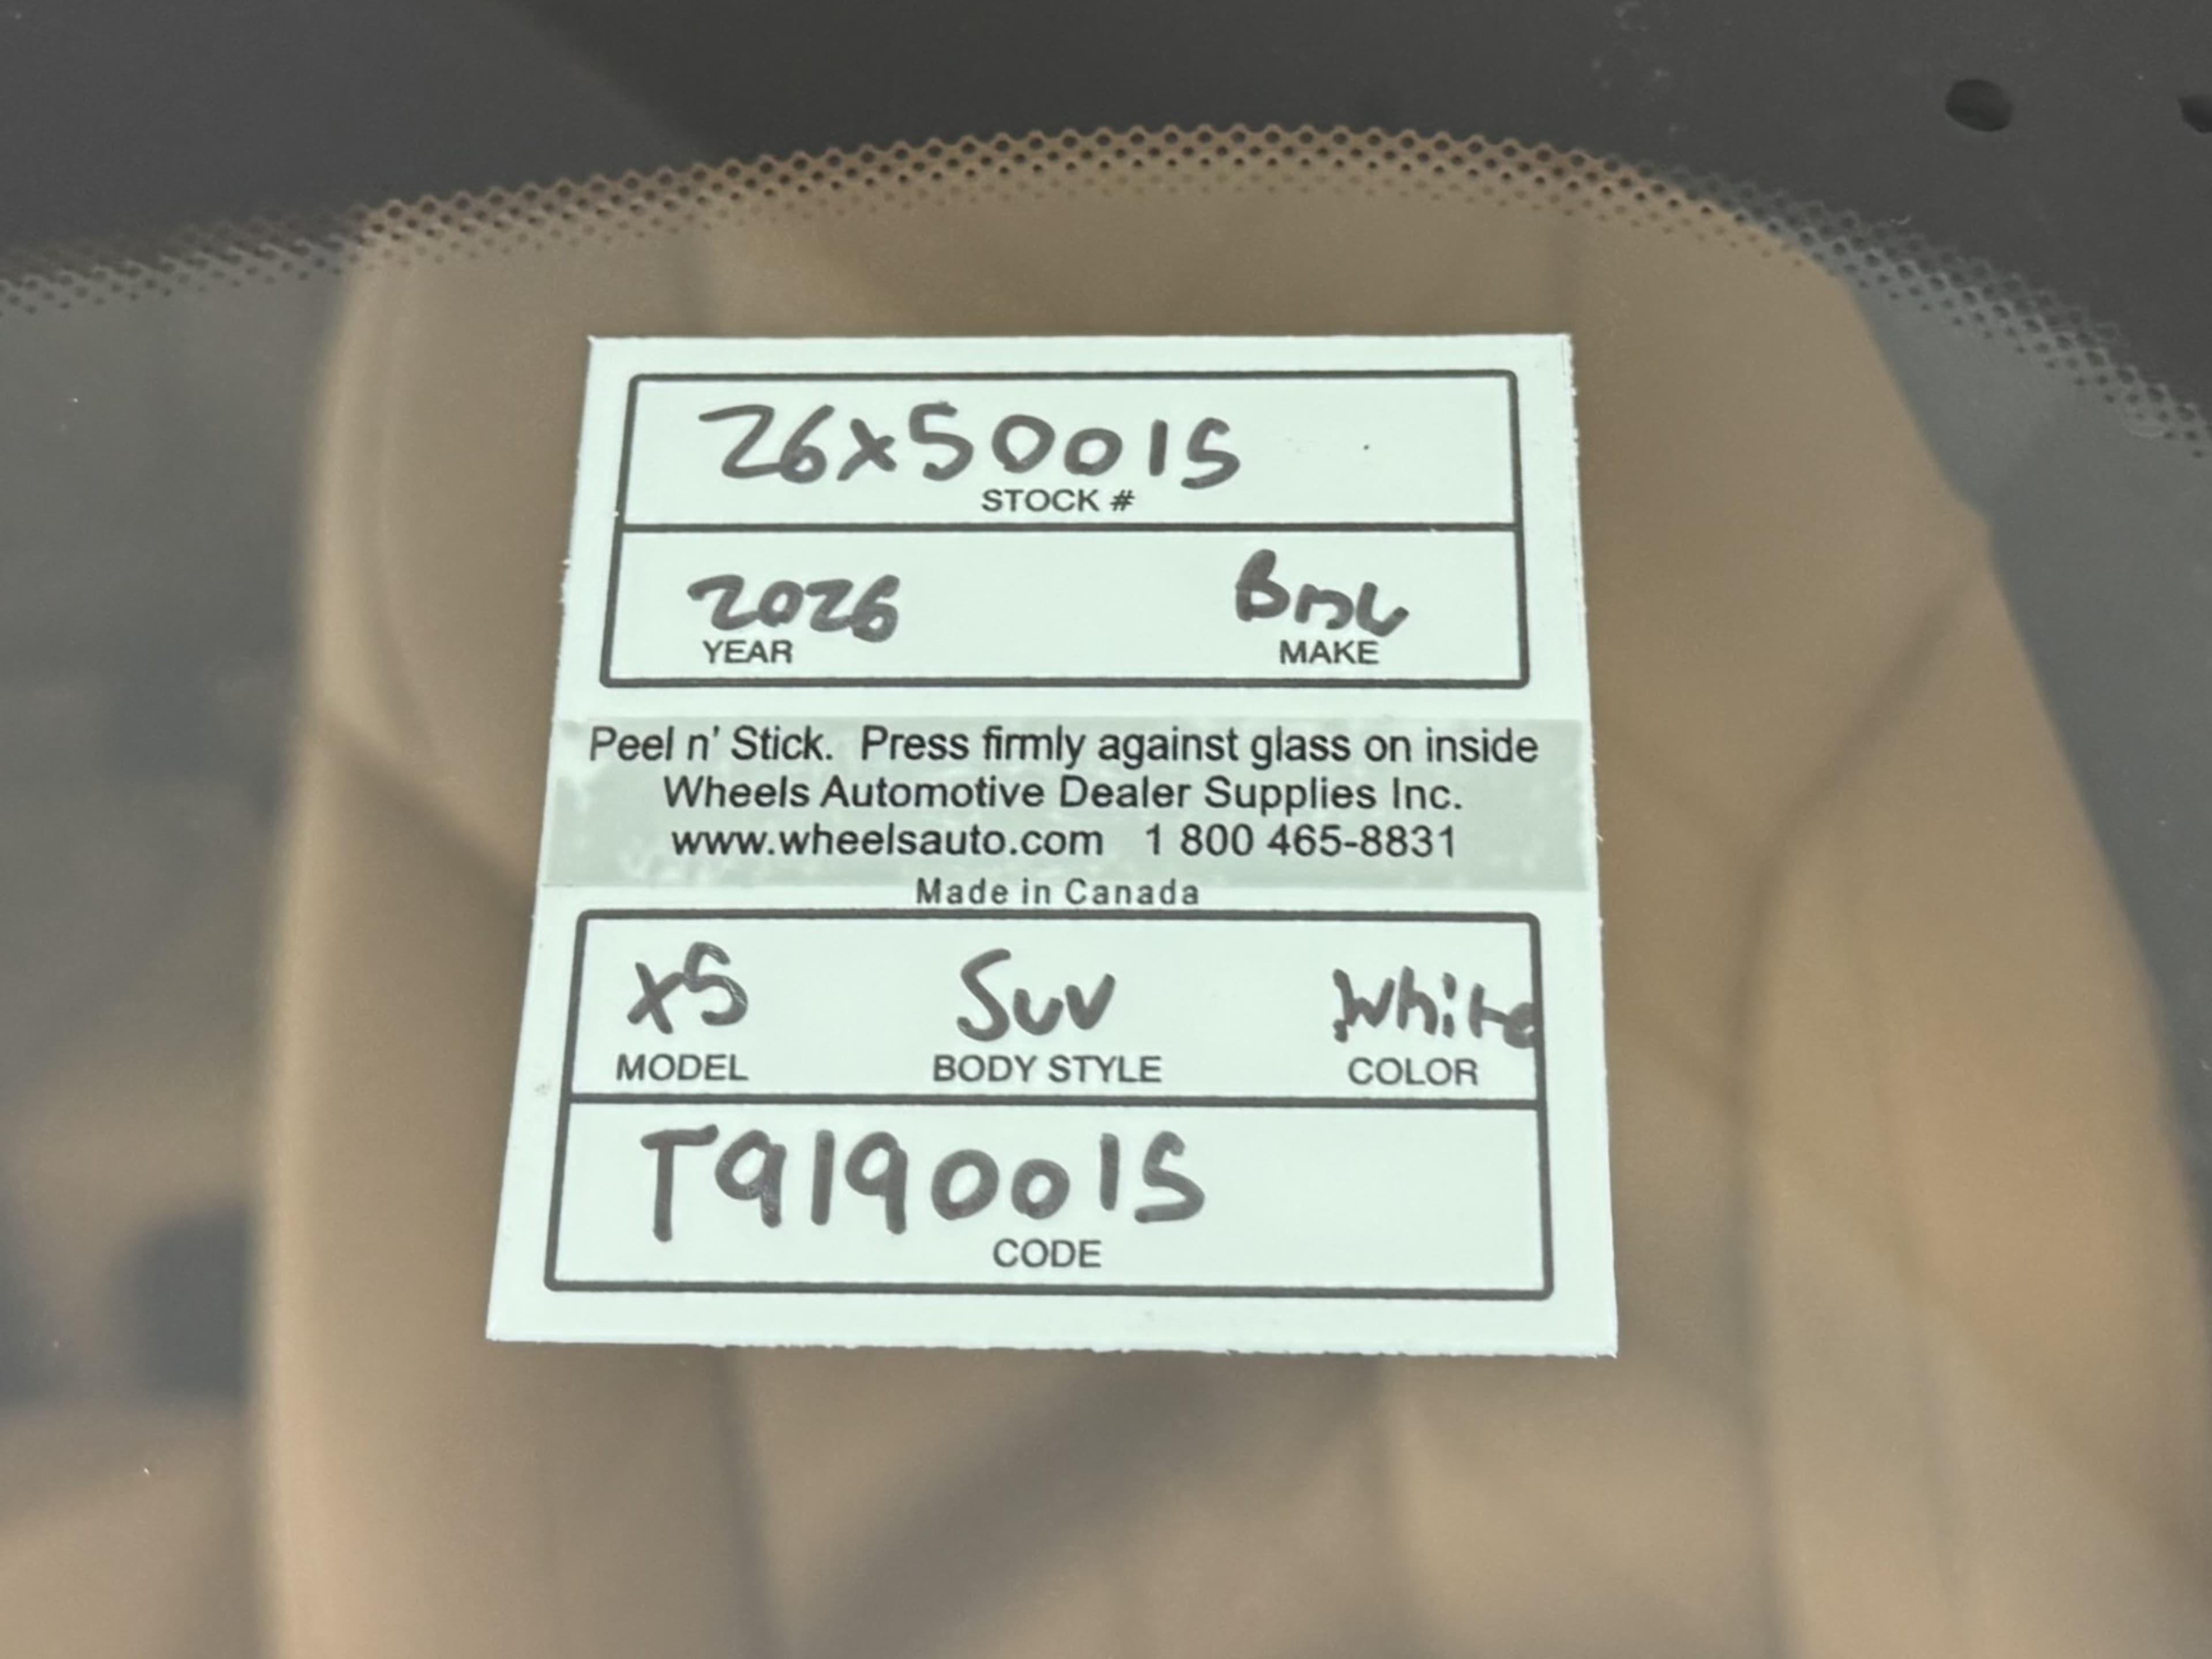 26X50015
STOCK #
2026 BMW
YEAR MAKE
Peel n' Stick. Press firmly against glass on inside
Wheels Automotive Dealer Supplies Inc.
www.wheelsauto.com 1 800 465-8831
Made in Canada
X5 SUV White
MODEL BODY STYLE COLOR
T9190015
CODE